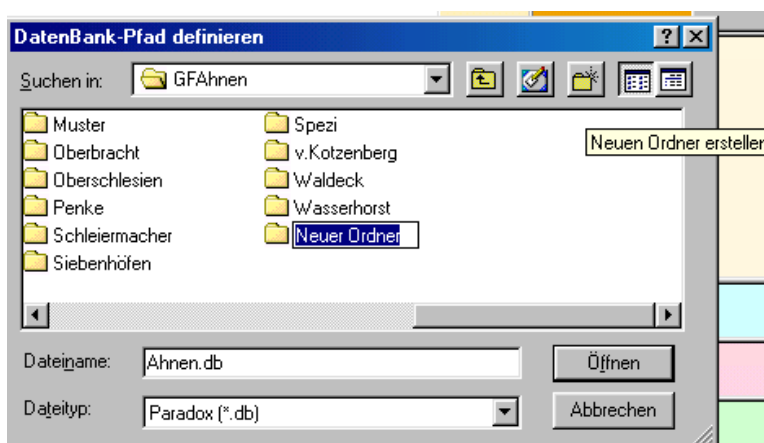 DatenBank-Pfad definieren
Suchen in: GFAhnen
Muster
Oberbracht
Oberschlesien
Penke
Schleiermacher
Siebenhöfen
Spezi
v.Kotzenberg
Waldeck
Wasserhorst
Neuer Ordner
Neuen Ordner ersteller
Dateiname: Ahnen.db Öffnen
Dateityp: Paradox (*.db) Abbrechen